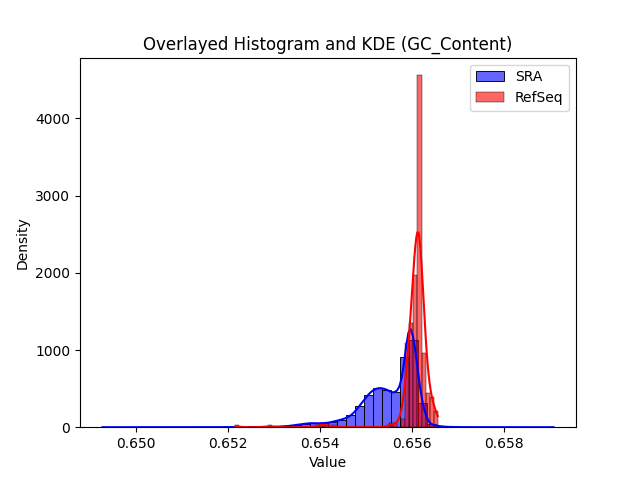 Overlayed Histogram and KDE (GC_Content)
SRA
RefSeq
Density
4000
3000
2000
1000
0
0.650
0.652
0.654
0.656
0.658
Value